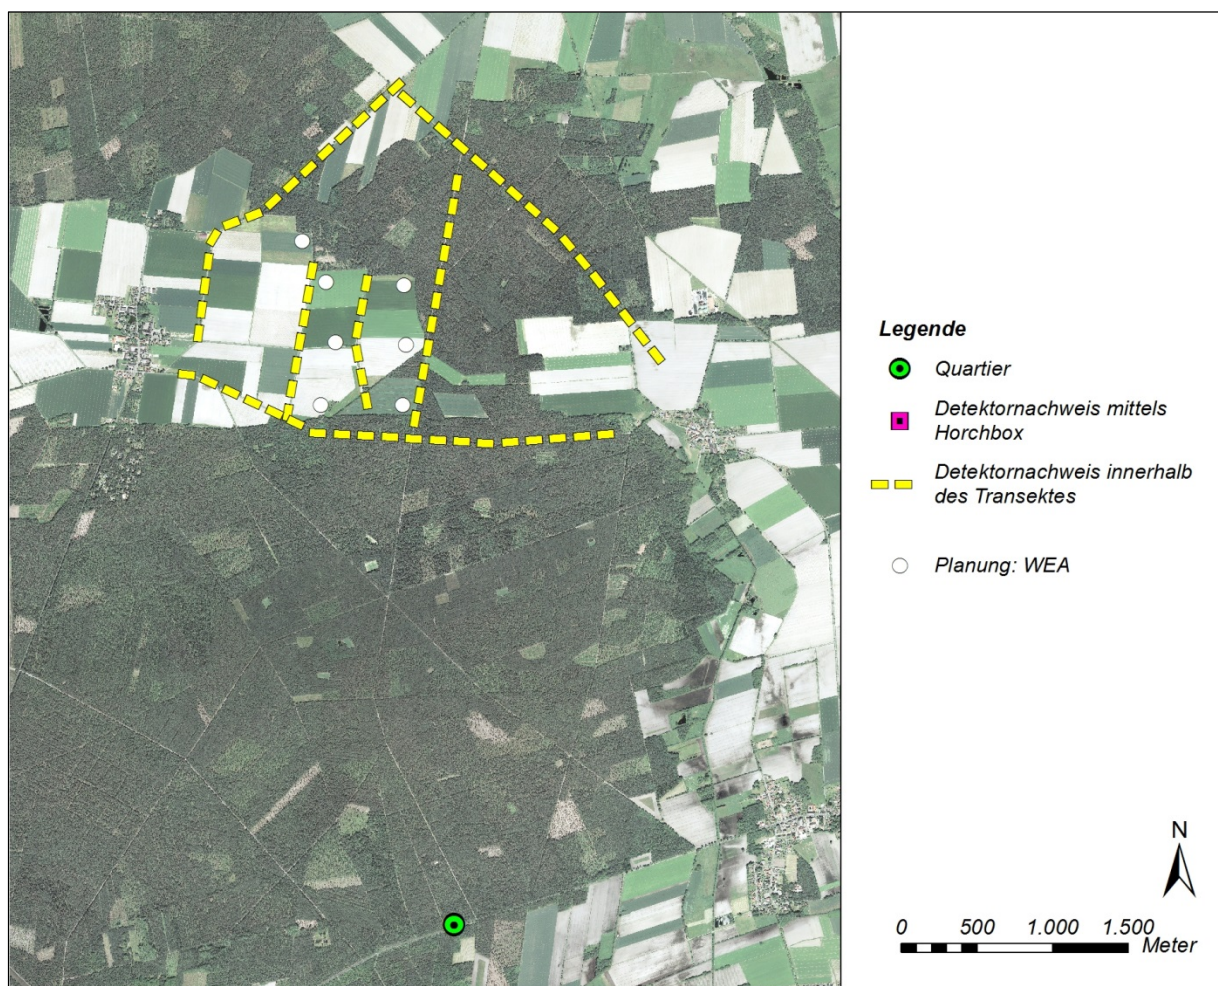 Legende
Quartier
Detektornachweis mittels
Horchbox
Detektornachweis innerhalb
des Transektes
Planung: WEA
N
0 500 1.000 1.500
Meter